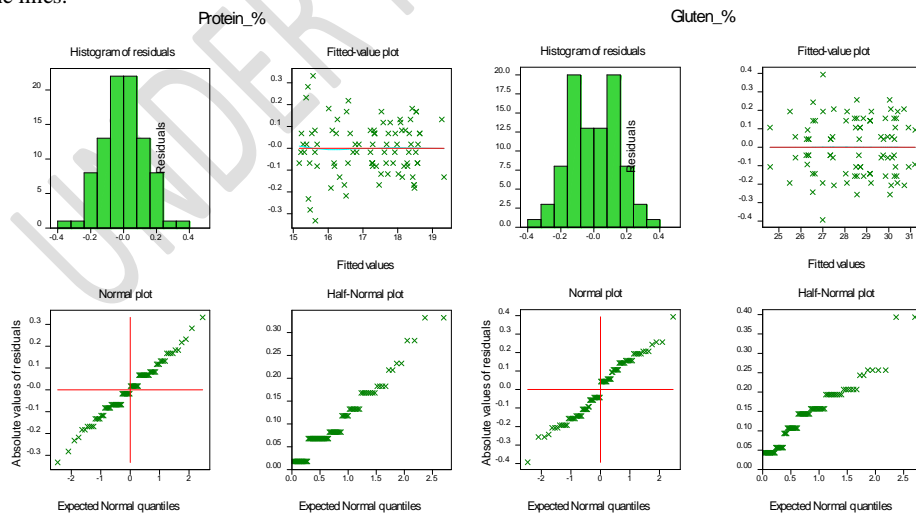 e lines.
Protein_%
Gluten_%
Histogram of residuals
Fitted-value plot
Histogram of residuals
Fitted-value plot
20
15
10
5
0
-0.4 -0.2 -0.0 0.2 0.4
Residuals
0.3
0.2
0.1
-0.0
-0.1
-0.2
-0.3
15 16 17 18 19
Fitted values
20.0
17.5
15.0
12.5
10.0
7.5
5.0
2.5
0.0
-0.4 -0.2 -0.0 0.2 0.4
Residuals
0.4
0.3
0.2
0.1
0.0
-0.1
-0.2
-0.3
-0.4
25 26 27 28 29 30 31
Fitted values
Normal plot
Half-Normal plot
Normal plot
Half-Normal plot
Absolute values of residuals
0.3
0.2
0.1
-0.0
-0.1
-0.2
-0.3
-2 -1 0 1 2
Expected Normal quantiles
0.30
0.25
0.20
0.15
0.10
0.05
0.00
0.0 0.5 1.0 1.5 2.0 2.5
Expected Normal quantiles
Absolute values of residuals
0.4
0.3
0.2
0.1
-0.0
-0.1
-0.2
-0.3
-0.4
-2 -1 0 1 2
Expected Normal quantiles
0.40
0.35
0.30
0.25
0.20
0.15
0.10
0.05
0.00
0.0 0.5 1.0 1.5 2.0 2.5
Expected Normal quantiles
UNDER